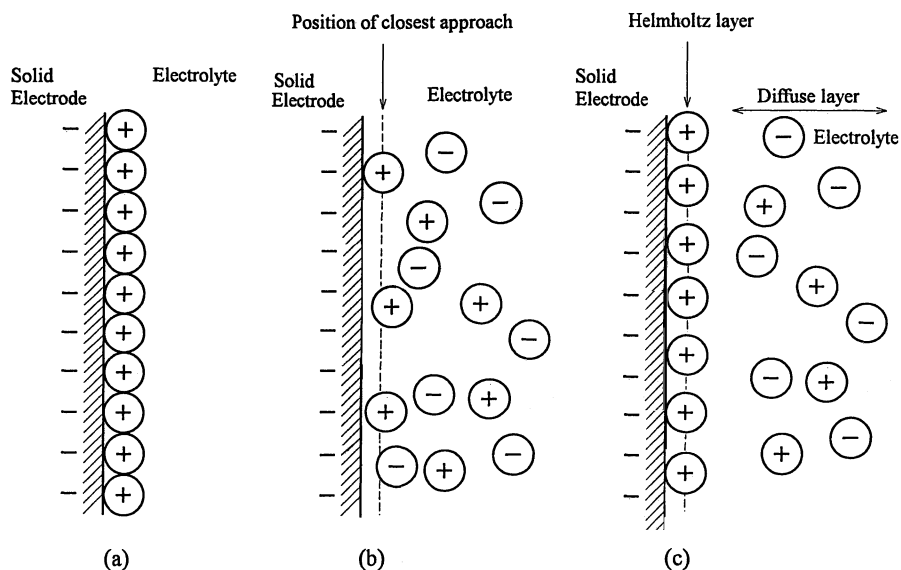 Position of closest approach
Helmholtz layer
Solid
Electrode
Electrolyte
Solid
Electrode
Electrolyte
Solid
Electrode
Diffuse layer
Electrolyte
(a)
(b)
(c)